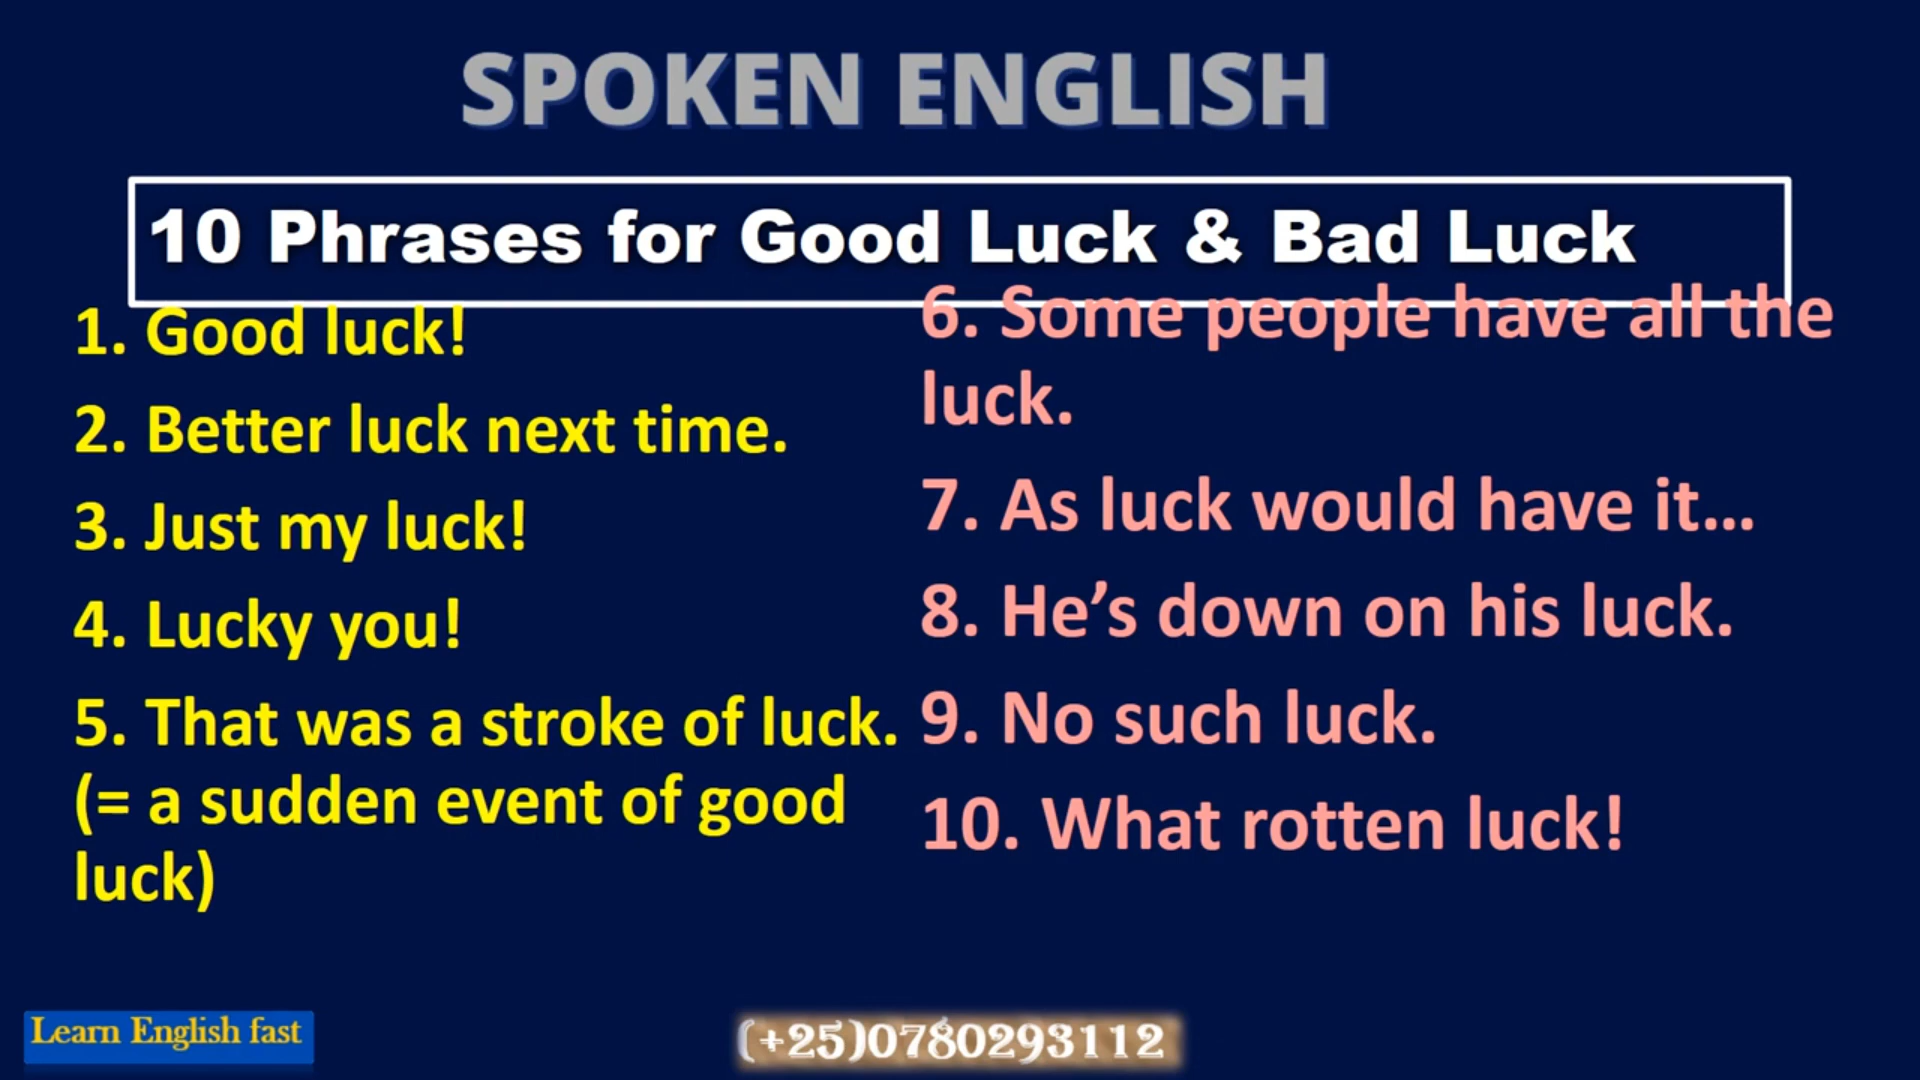 SPOKEN ENGLISH
10 Phrases for Good Luck & Bad Luck
1. Good luck!
2. Better luck next time.
3. Just my luck!
4. Lucky you!
5. That was a stroke of luck.
(= a sudden event of good
luck)
6. Some people have all the
luck.
7. As luck would have it...
8. He’s down on his luck.
9. No such luck.
10. What rotten luck!
Learn English fast
(+25)0780293112